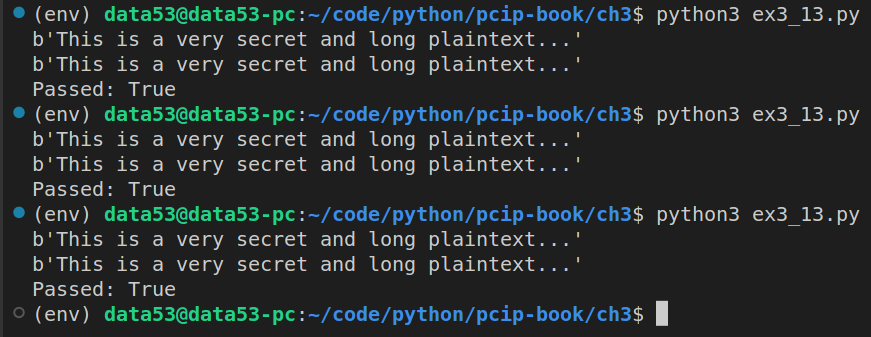 (env) data53@data53-pc:~/code/python/pcip-book/ch3$ python3 ex3_13.py
b'This is a very secret and long plaintext...'
b'This is a very secret and long plaintext...'
Passed: True
(env) data53@data53-pc:~/code/python/pcip-book/ch3$ python3 ex3_13.py
b'This is a very secret and long plaintext...'
b'This is a very secret and long plaintext...'
Passed: True
(env) data53@data53-pc:~/code/python/pcip-book/ch3$ python3 ex3_13.py
b'This is a very secret and long plaintext...'
b'This is a very secret and long plaintext...'
Passed: True
(env) data53@data53-pc:~/code/python/pcip-book/ch3$